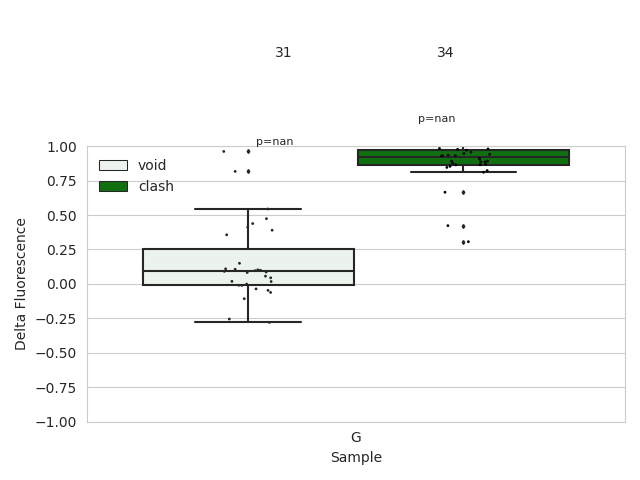 31 34
p=nan
p=nan
void
clash
1.00
0.75
0.50
0.25
0.00
−0.25
−0.50
−0.75
−1.00
Delta Fluorescence
G
Sample